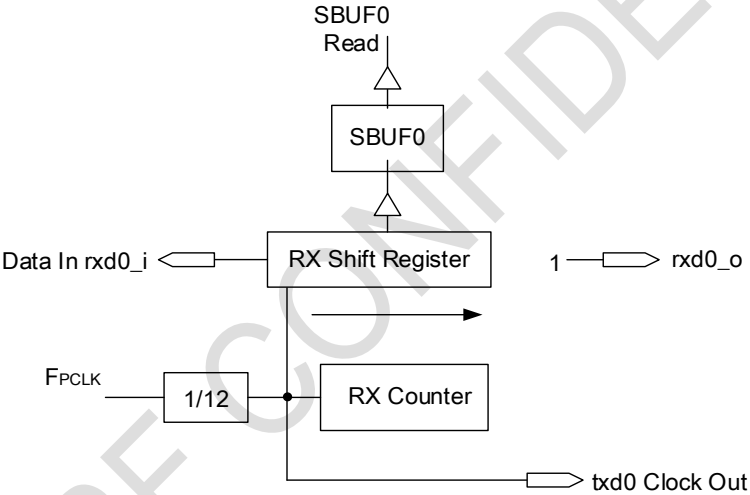 SBUF0
Read
SBUF0
Data In rxd0_i
RX Shift Register
1
rxd0_o
FPCLK
1/12
RX Counter
txd0 Clock Out
CONFIDE